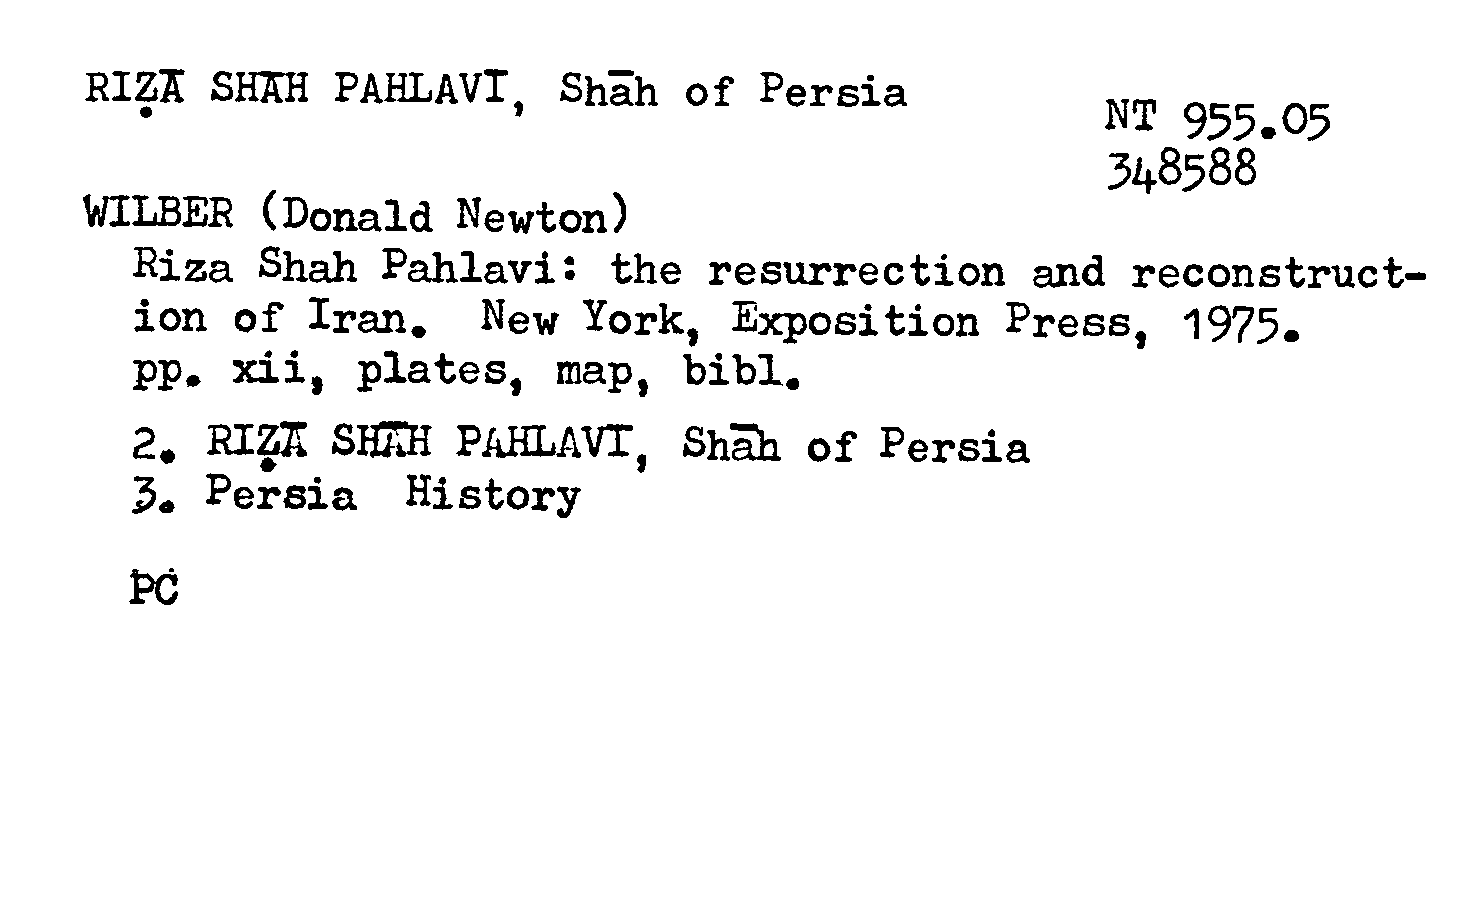 RIẒĀ SHĀH PAHLAVĪ, Shāh of Persia
NT 955.05
348588
WILBER (Donald Newton)
Riza Shah Pahlavi: the resurrection and reconstruct-
ion of Iran. New York, Exposition Press, 1975.
pp. xii, plates, map, bibl.
2. RIẒĀ SHĀH PAHLAVĪ, Shāh of Persia
3. Persia History
PC